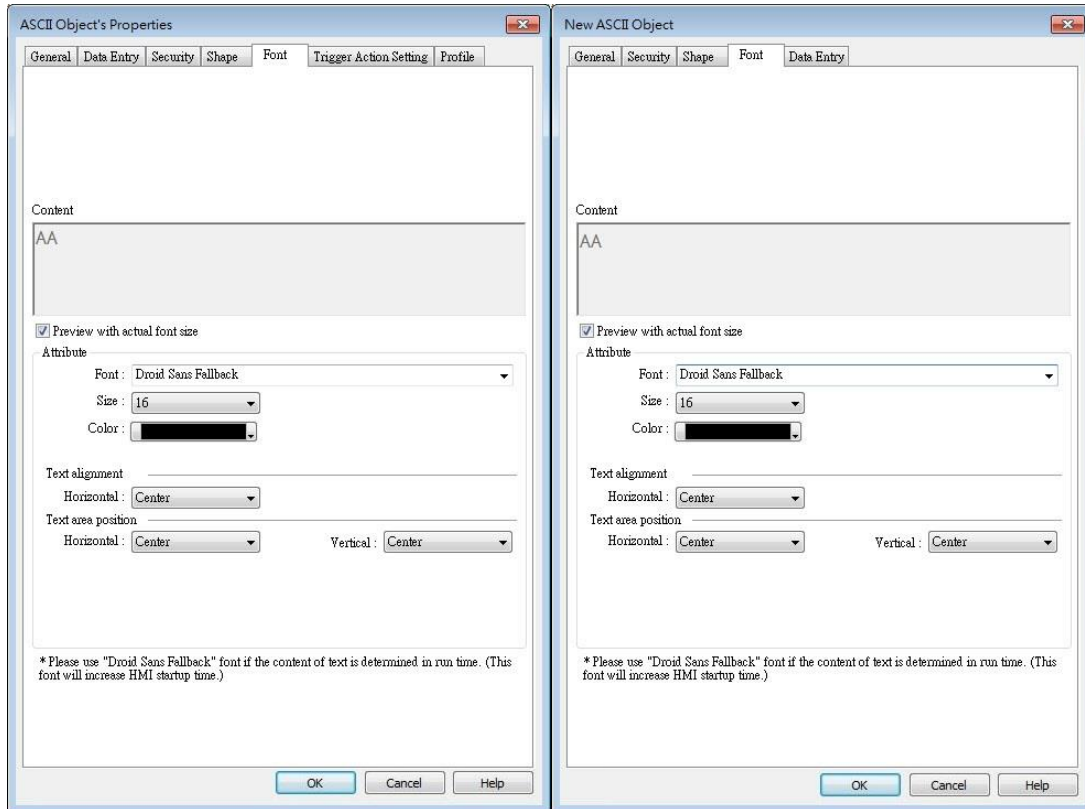 ASCII Object's Properties
General Data Entry Security Shape Font Trigger Action Setting Profile
Content
AA
Preview with actual font size
Attribute
Font : Droid Sans Fallback
Size : 16
Color :
Text alignment
Horizontal : Center
Text area position
Horizontal : Center Vertical : Center
* Please use "Droid Sans Fallback" font if the content of text is determined in run time. (This
font will increase HMI startup time.)
OK Cancel Help
New ASCII Object
General Security Shape Font Data Entry
Content
AA
Preview with actual font size
Attribute
Font : Droid Sans Fallback
Size : 16
Color :
Text alignment
Horizontal : Center
Text area position
Horizontal : Center Vertical : Center
* Please use "Droid Sans Fallback" font if the content of text is determined in run time. (This
font will increase HMI startup time.)
OK Cancel Help